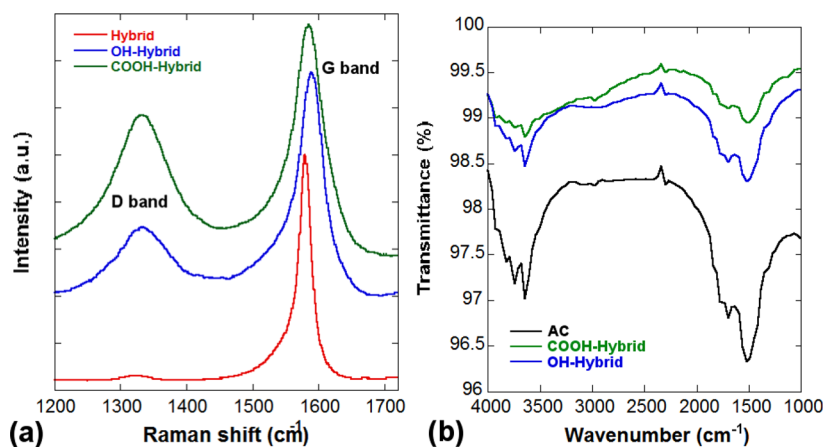 Hybrid
OH-Hybrid
COOH-Hybrid
G band
D band
Intensity (a.u.)
1200 1300 1400 1500 1600 1700
Raman shift (cm-1)
(a)
100
99.5
99
98.5
98
97.5
97
96.5
96
Transmittance (%)
AC
COOH-Hybrid
OH-Hybrid
4000 3500 3000 2500 2000 1500 1000
Wavenumber (cm-1)
(b)